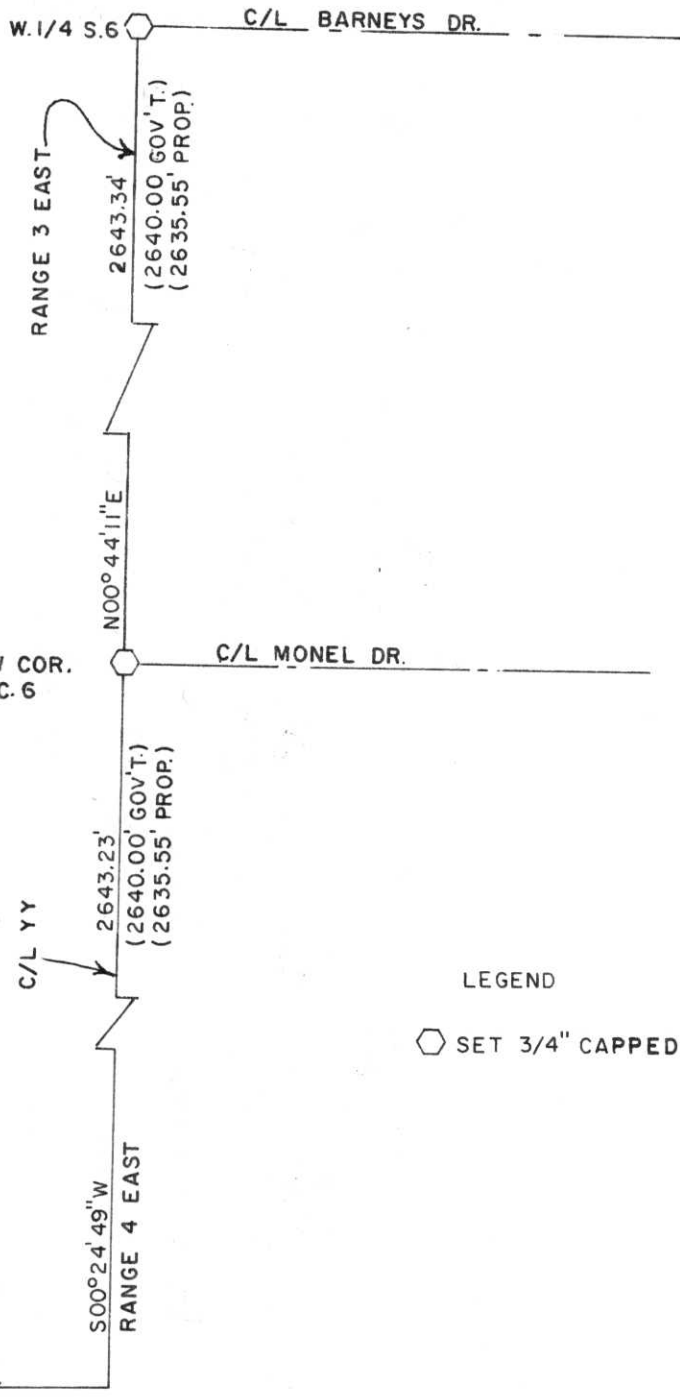 W. 1/4 S.6
C/L BARNEYS DR.
RANGE 3 EAST
2643.34'
(2640.00' GOV'T.)
(2635.55' PROP.)
N00°44'11"E
COR.
C. 6
C/L MONEL DR.
2643.23'
(2640.00' GOV'T.)
(2635.55' PROP.)
C/L YY
LEGEND
SET 3/4" CAPPED
S00°24'49"W
RANGE 4 EAST